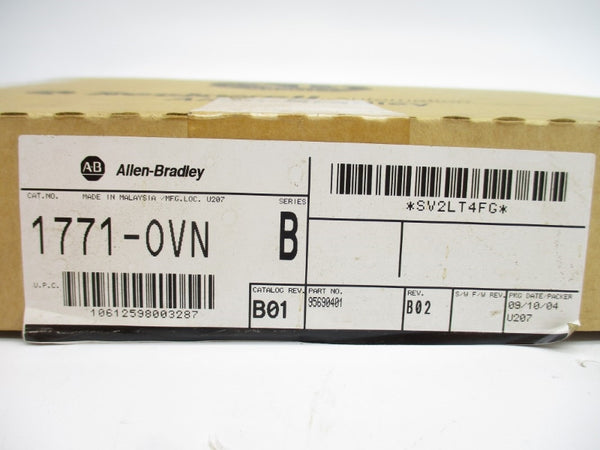 AB Allen-Bradley
*SV2LT4FG*
CAT.NO. MADE IN MALAYSIA /MFG.LOC. U207 SERIES
1771-OVN B
U.P.C.
10612598003287
CATALOG REV.
B01
PART NO.
95690401
REV.
B02
S/W F/W REV.
PKG DATE/PACKER
09/10/04
U207